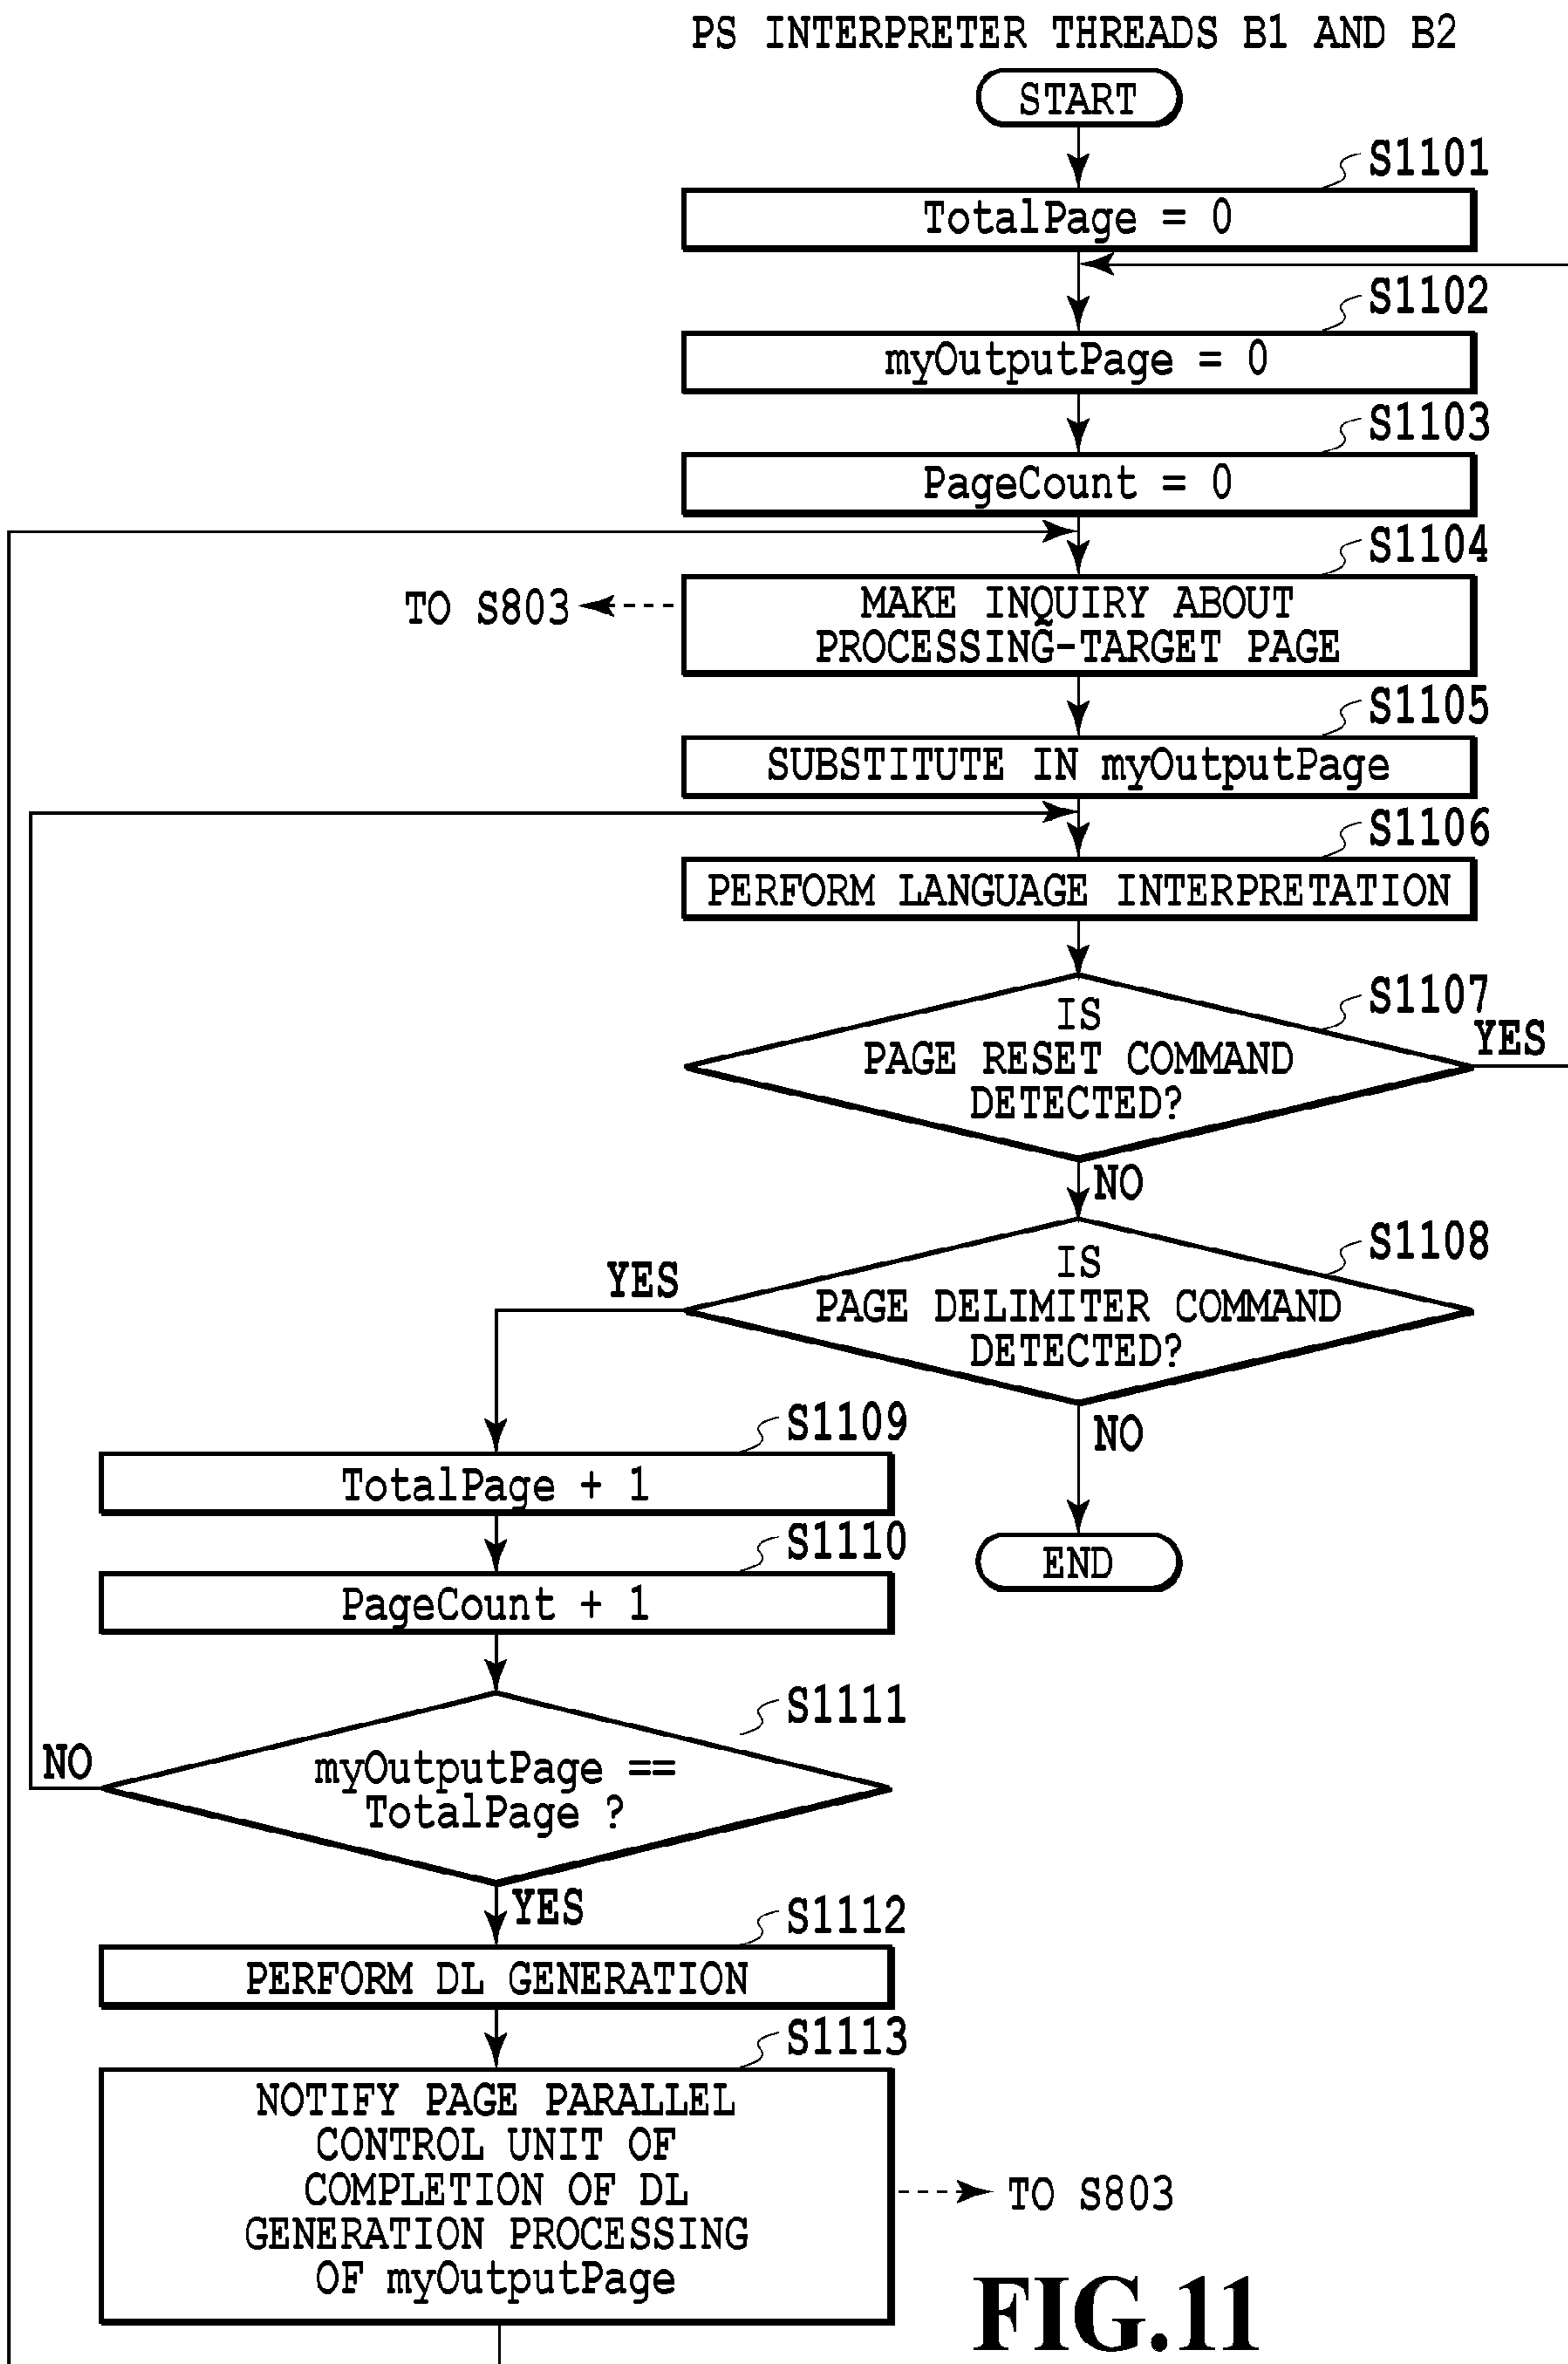 PS INTERPRETER THREADS B1 AND B2
START
S1101
TotalPage = 0
S1102
myOutputPage = 0
S1103
PageCount = 0
S1104
TO S803
MAKE INQUIRY ABOUT
PROCESSING-TARGET PAGE
S1105
SUBSTITUTE IN myOutputPage
S1106
PERFORM LANGUAGE INTERPRETATION
S1107
IS
PAGE RESET COMMAND
DETECTED?
YES
NO
S1108
IS
PAGE DELIMITER COMMAND
DETECTED?
YES
NO
END
S1109
TotalPage + 1
S1110
PageCount + 1
S1111
myOutputPage ==
TotalPage ?
NO
YES
S1112
PERFORM DL GENERATION
S1113
NOTIFY PAGE PARALLEL
CONTROL UNIT OF
COMPLETION OF DL
GENERATION PROCESSING
OF myOutputPage
TO S803
FIG.11